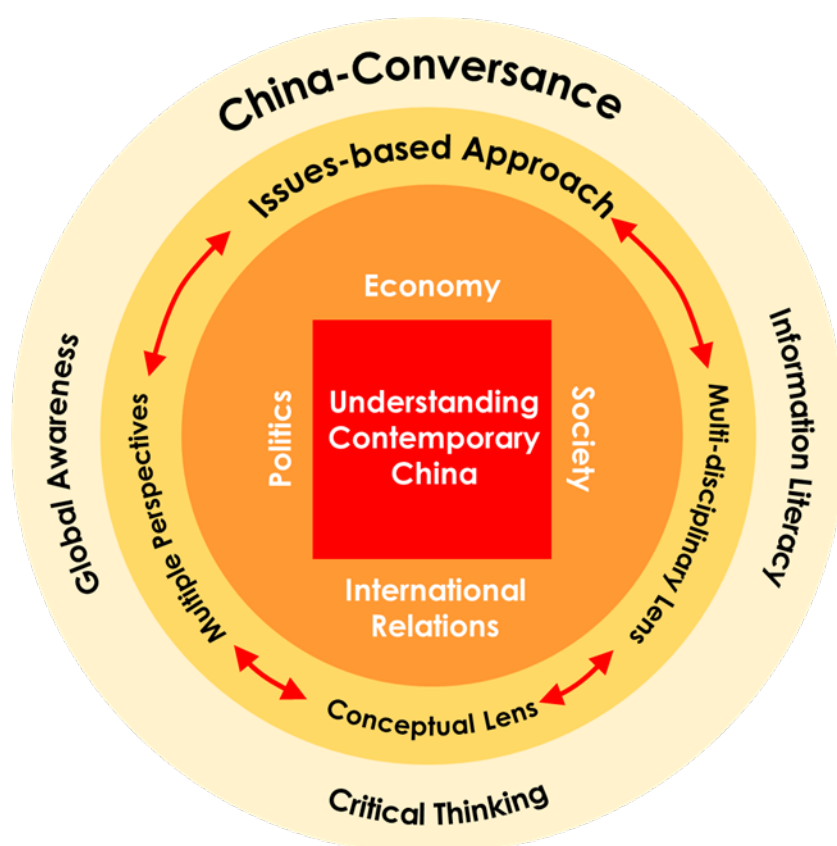 China-Conversance
Issues-based Approach
Economy
Politics
Understanding
Contemporary
China
Society
International
Relations
Global Awareness
Multiple Perspectives
Multi-disciplinary Lens
Information Literacy
Conceptual Lens
Critical Thinking